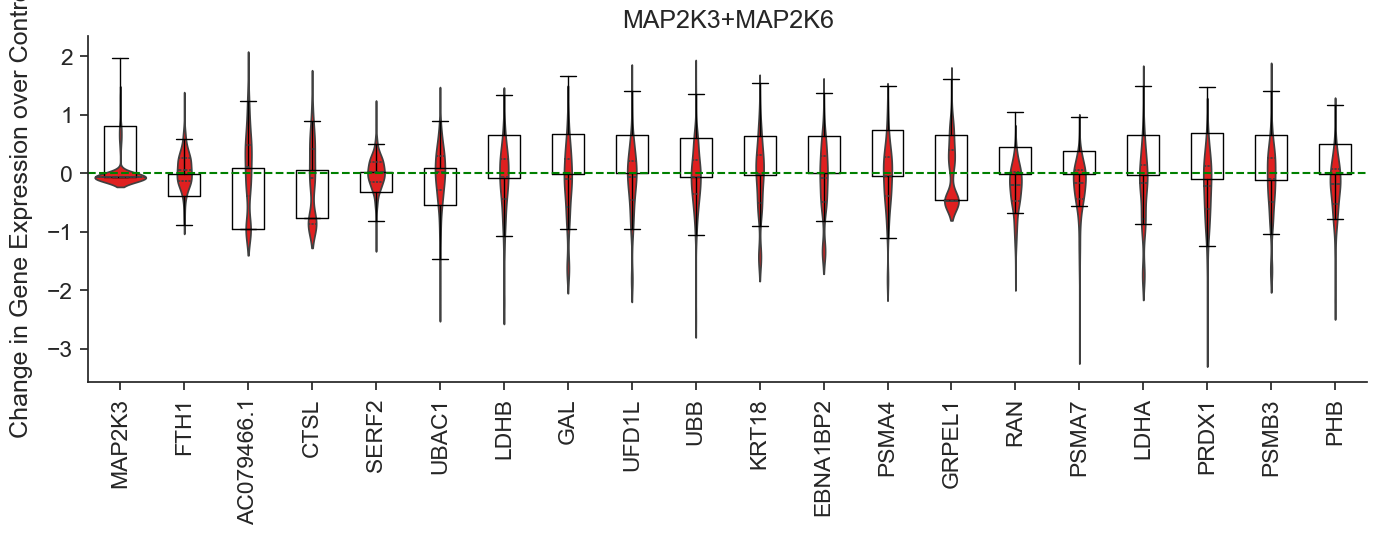 MAP2K3+MAP2K6
Change in Gene Expression over Contro
2
1
0
−1
−2
−3
MAP2K3
FTH1
AC079466.1
CTSL
SERF2
UBAC1
LDHB
GAL
UFD1L
UBB
KRT18
EBNA1BP2
PSMA4
GRPEL1
RAN
PSMA7
LDHA
PRDX1
PSMB3
PHB